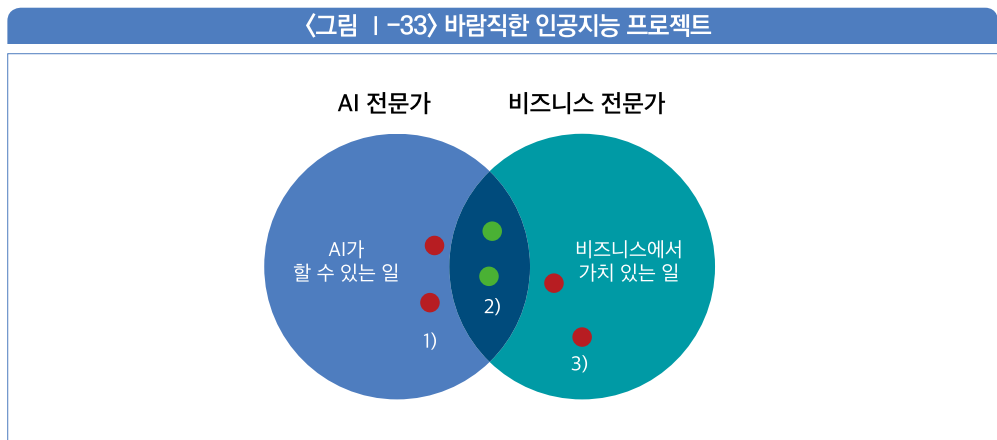 〈그림 Ⅰ-33〉 바람직한 인공지능 프로젝트
AI 전문가
비즈니스 전문가
AI가
할 수 있는 일
비즈니스에서
가치 있는 일
1)
2)
3)